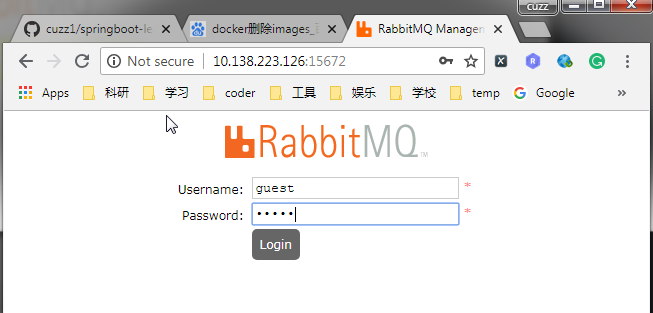 cuzz
cuzz1/springboot-le
docker删除images_
RabbitMQ Managem
Not secure
10.138.223.126:15672
Apps
科研
学习
coder
工具
娱乐
学校
temp
Google
»
RabbitMQ™
Username:
guest
*
Password:
•••••
*
Login